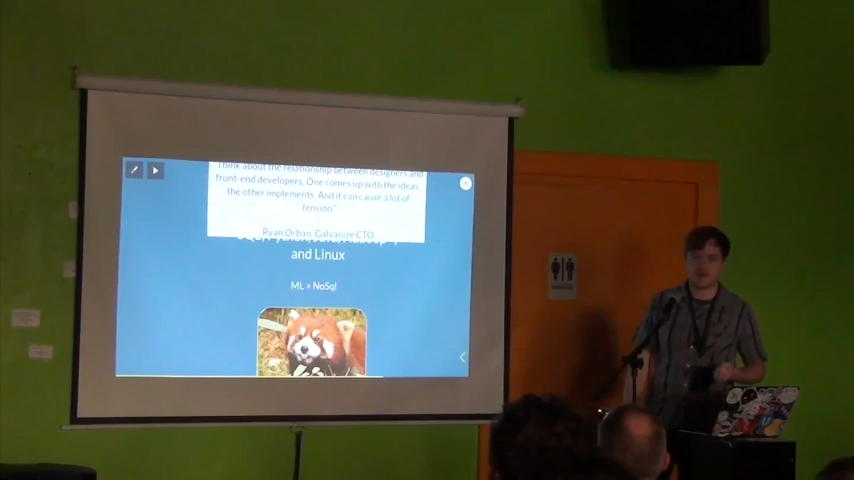 Think about the relationship between designers and
front-end developers. One comes up with the ideas,
the other implements. And it can cause a lot of
tension."
Ryan Orban, Galvanize CTO
and Linux
ML > NoSql